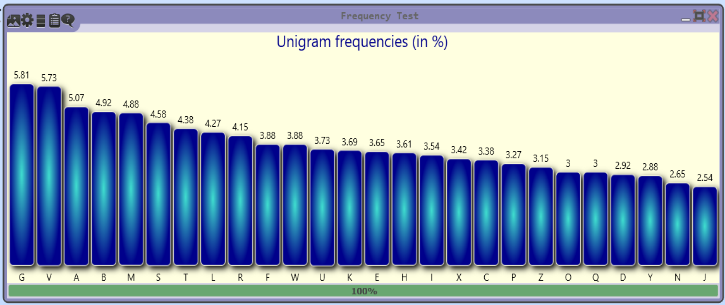 Frequency Test
Unigram frequencies (in %)
5.81 5.73 5.07 4.92 4.88 4.58 4.38 4.27 4.15 3.88 3.88 3.73 3.69 3.65 3.61 3.54 3.42 3.38 3.27 3.15 3 3 2.92 2.88 2.65 2.54
G V A B M S T L R F W U K E H I X C P Z O Q D Y N J
100%